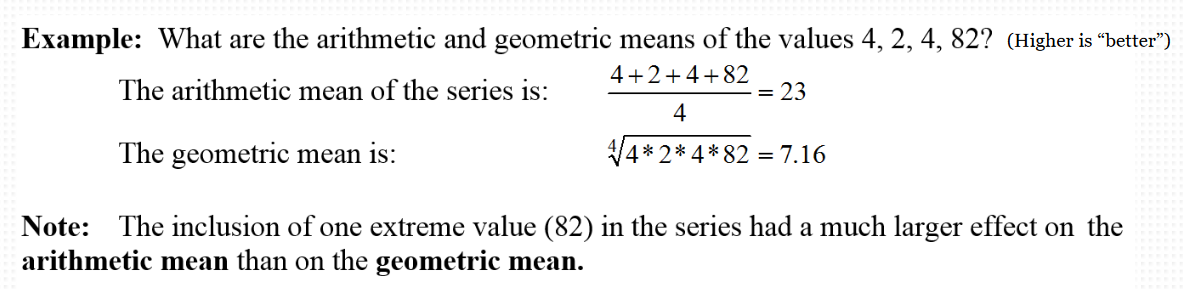 Example: What are the arithmetic and geometric means of the values 4, 2, 4, 82? (Higher is “better”)
The arithmetic mean of the series is: (4+2+4+82)/4 = 23
The geometric mean is: ∜4*2*4*82 = 7.16
Note: The inclusion of one extreme value (82) in the series had a much larger effect on the
arithmetic mean than on the geometric mean.